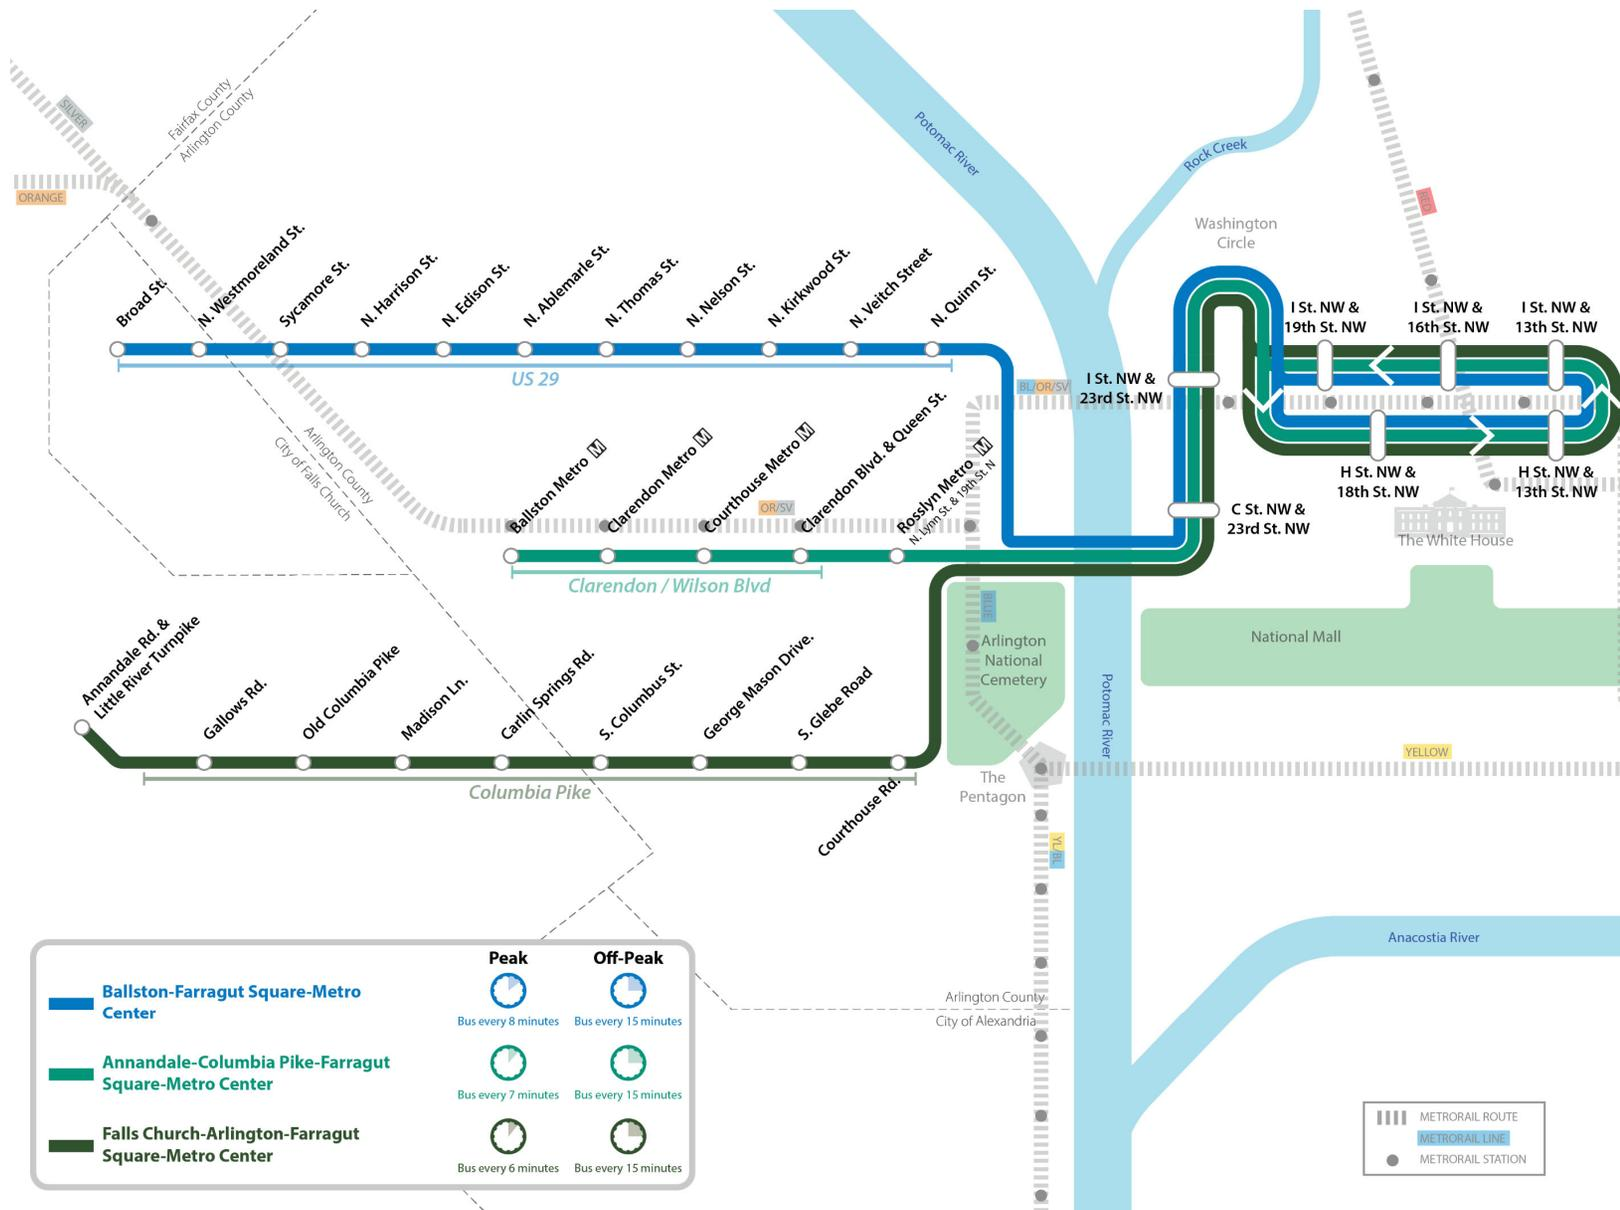 SILVER
Fairfax County
Arlington County
ORANGE
Potomac River
Rock Creek
RED
Washington
Circle
Broad St.
N. Westmoreland St.
Sycamore St.
N. Harrison St.
N. Edison St.
N. Ablemarle St.
N. Thomas St.
N. Nelson St.
N. Kirkwood St.
N. Veitch Street
N. Quinn St.
I St. NW &
19th St. NW
I St. NW &
16th St. NW
I St. NW &
13th St. NW
US 29
BL/OR/SV
I St. NW &
23rd St. NW
Arlington County
City of Falls Church
Ballston Metro M
Clarendon Metro M
Courthouse Metro M
Clarendon Blvd. & Queen St.
Rosslyn Metro M
N. Lynn St. & 19th St. N
OR/SV
H St. NW &
18th St. NW
H St. NW &
13th St. NW
C St. NW &
23rd St. NW
The White House
Clarendon / Wilson Blvd
BLUE
Arlington
National
Cemetery
National Mall
Potomac River
Annandale Rd. &
Little River Turnpike
Gallows Rd.
Old Columbia Pike
Madison Ln.
Carlin Springs Rd.
S. Columbus St.
George Mason Drive.
S. Glebe Road
Courthouse Rd.
Columbia Pike
The
Pentagon
YELLOW
YL/BL
Anacostia River
Arlington County
City of Alexandria
Peak
Off-Peak
Ballston-Farragut Square-Metro
Center
Bus every 8 minutes
Bus every 15 minutes
Annandale-Columbia Pike-Farragut
Square-Metro Center
Bus every 7 minutes
Bus every 15 minutes
Falls Church-Arlington-Farragut
Square-Metro Center
Bus every 6 minutes
Bus every 15 minutes
METRORAIL ROUTE
METRORAIL LINE
METRORAIL STATION